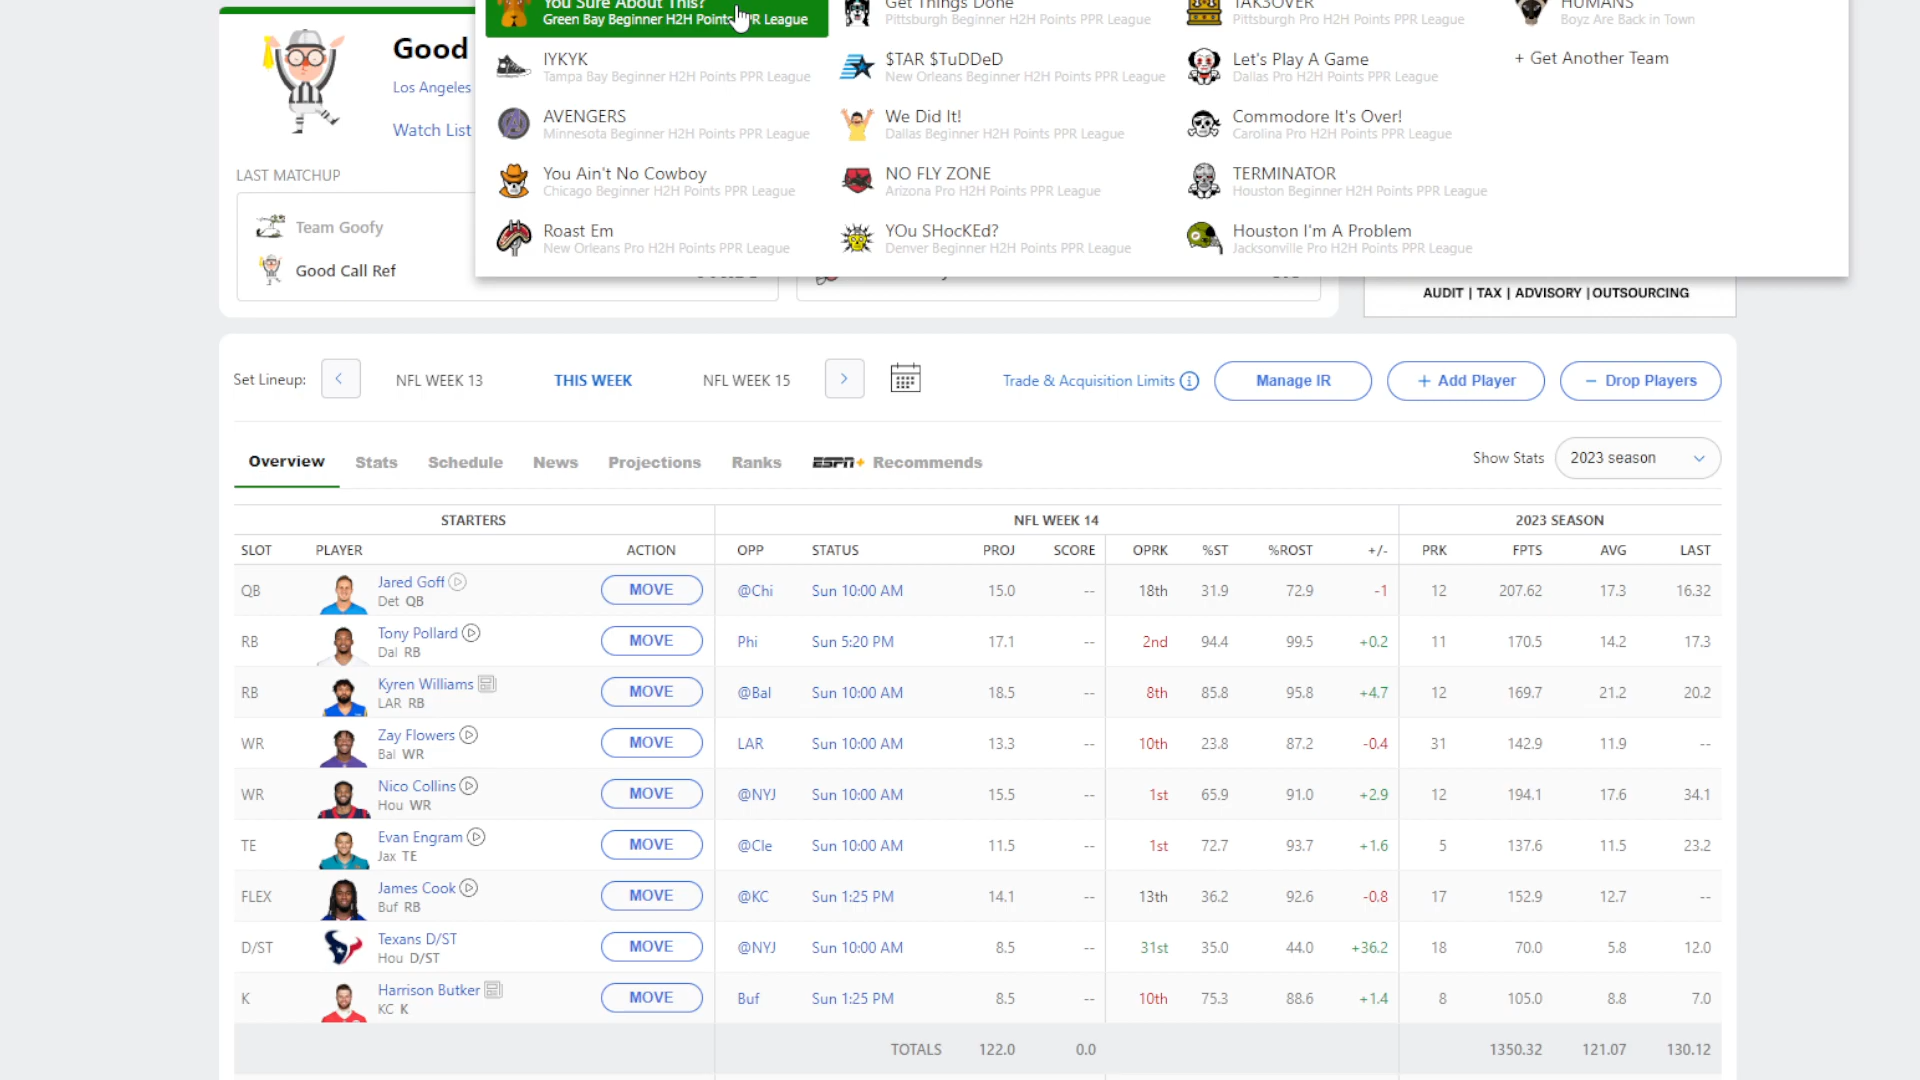 You Sure About This?
Green Bay Beginner H2H Points PPR League
Get Things Done
Pittsburgh Beginner H2H Points PPR League
TAK3OVER
Pittsburgh Pro H2H Points PPR League
HUMANS
Boyz Are Back in Town
IYKYK
Tampa Bay Beginner H2H Points PPR League
$TAR $TuDDeD
New Orleans Beginner H2H Points PPR League
Let's Play A Game
Dallas Pro H2H Points PPR League
+ Get Another Team
AVENGERS
Minnesota Beginner H2H Points PPR League
We Did It!
Dallas Beginner H2H Points PPR League
Commodore It's Over!
Carolina Pro H2H Points PPR League
You Ain't No Cowboy
Chicago Beginner H2H Points PPR League
NO FLY ZONE
Arizona Pro H2H Points PPR League
TERMINATOR
Houston Beginner H2H Points PPR League
Roast Em
New Orleans Pro H2H Points PPR League
YOu SHocKEd?
Denver Beginner H2H Points PPR League
Houston I'm A Problem
Jacksonville Pro H2H Points PPR League
Good
Los Angeles
Watch List
LAST MATCHUP
Team Goofy
Good Call Ref
AUDIT | TAX | ADVISORY | OUTSOURCING
Set Lineup:
NFL WEEK 13
THIS WEEK
NFL WEEK 15
Trade & Acquisition Limits
Manage IR
+ Add Player
− Drop Players
Overview
Stats
Schedule
News
Projections
Ranks
ESPN+ Recommends
Show Stats
2023 season
STARTERS NFL WEEK 14 2023 SEASON
SLOT PLAYER ACTION OPP STATUS PROJ SCORE OPRK %ST %ROST +/- PRK FPTS AVG LAST
QB Jared Goff Det QB MOVE @Chi Sun 10:00 AM 15.0 -- 18th 31.9 72.9 -1 12 207.62 17.3 16.32
RB Tony Pollard Dal RB MOVE Phi Sun 5:20 PM 17.1 -- 2nd 94.4 99.5 +0.2 11 170.5 14.2 17.3
RB Kyren Williams LAR RB MOVE @Bal Sun 10:00 AM 18.5 -- 8th 85.8 95.8 +4.7 12 169.7 21.2 20.2
WR Zay Flowers Bal WR MOVE LAR Sun 10:00 AM 13.3 -- 10th 23.8 87.2 -0.4 31 142.9 11.9 --
WR Nico Collins Hou WR MOVE @NYJ Sun 10:00 AM 15.5 -- 1st 65.9 91.0 +2.9 12 194.1 17.6 34.1
TE Evan Engram Jax TE MOVE @Cle Sun 10:00 AM 11.5 -- 1st 72.7 93.7 +1.6 5 137.6 11.5 23.2
FLEX James Cook Buf RB MOVE @KC Sun 1:25 PM 14.1 -- 13th 36.2 92.6 -0.8 17 152.9 12.7 --
D/ST Texans D/ST Hou D/ST MOVE @NYJ Sun 10:00 AM 8.5 -- 31st 35.0 44.0 +36.2 18 70.0 5.8 12.0
K Harrison Butker KC K MOVE Buf Sun 1:25 PM 8.5 -- 10th 75.3 88.6 +1.4 8 105.0 8.8 7.0
TOTALS 122.0 0.0 1350.32 121.07 130.12